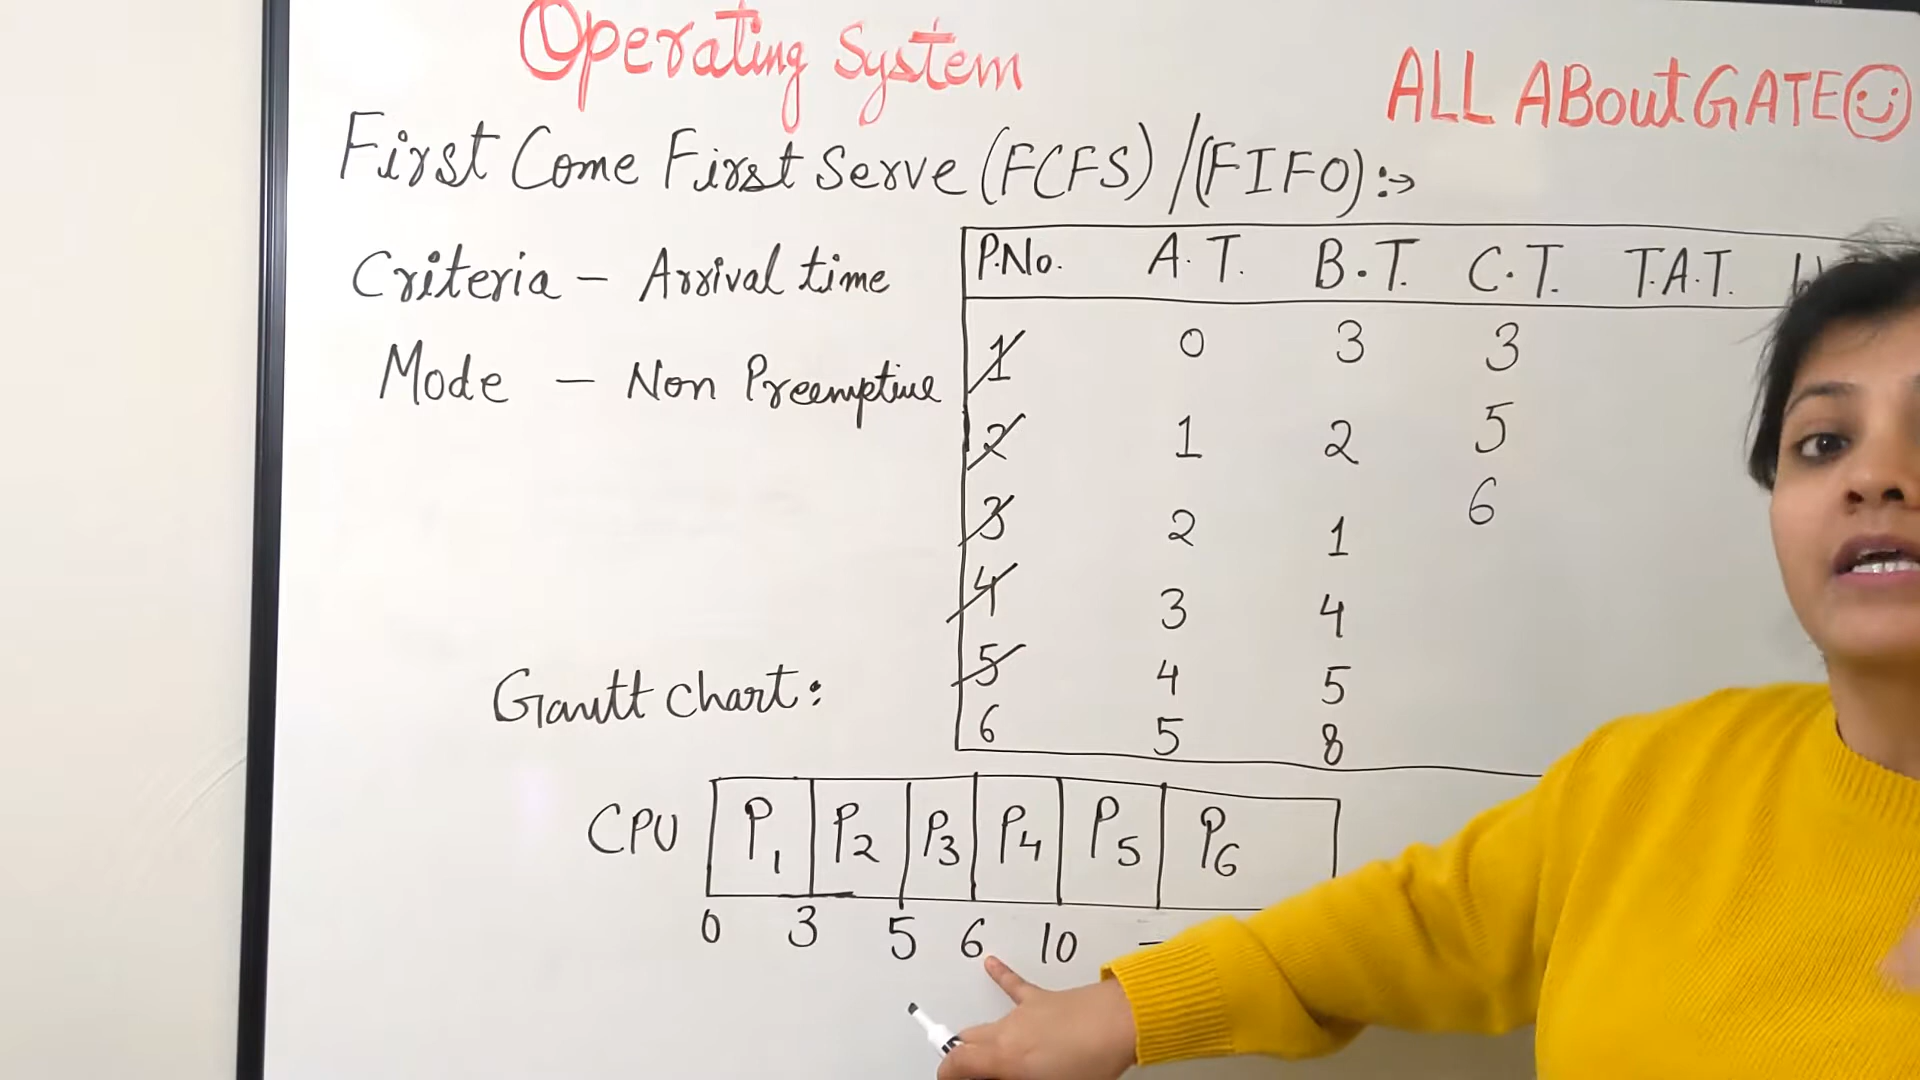 Operating System
ALL ABout GATE
First Come First Serve (FCFS) / (FIFO) :→
Criteria – Arrival time
Mode – Non Preemptive
P.No. A.T. B.T. C.T. T.A.T.
1 0 3 3
2 1 2 5
3 2 1 6
4 3 4
5 4 5
6 5 8
Gantt chart:
CPU P1 P2 P3 P4 P5 P6
0 3 5 6 10